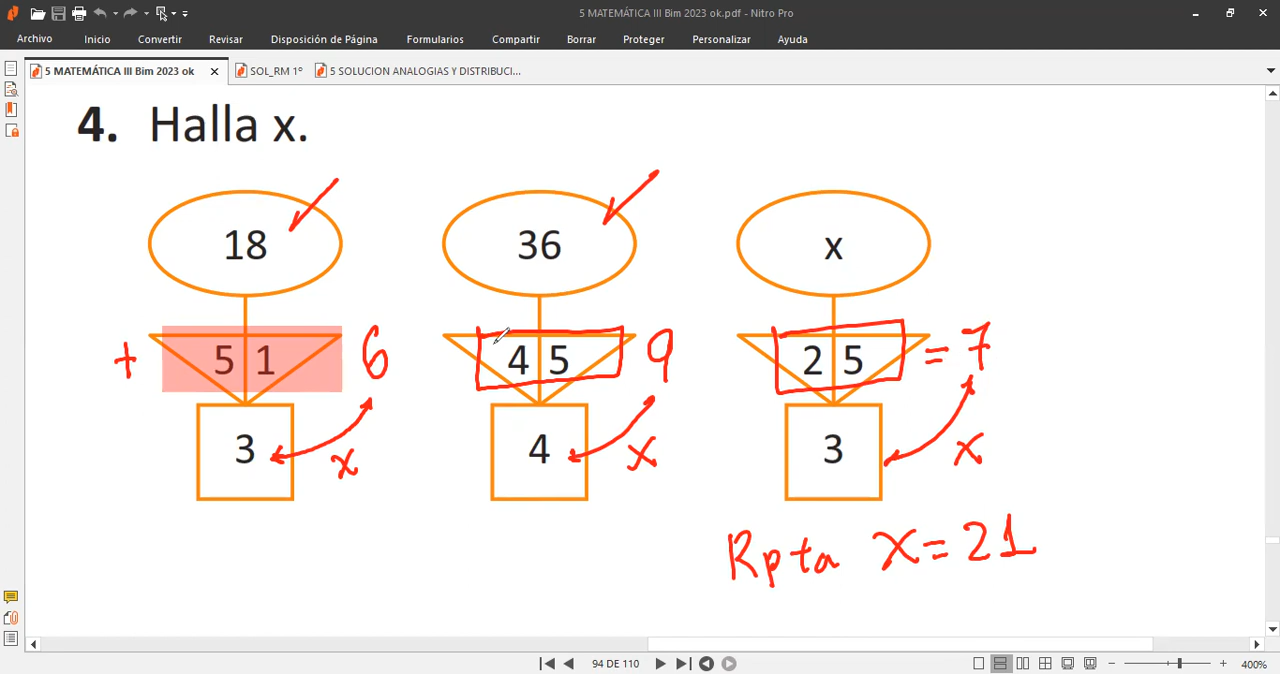 5 MATEMÁTICA III Bim 2023 ok.pdf - Nitro Pro
Archivo Inicio Convertir Revisar Disposición de Página Formularios Compartir Borrar Proteger Personalizar Ayuda
5 MATEMÁTICA III Bim 2023 ok SOL_RM 1° 5 SOLUCION ANALOGIAS Y DISTRIBUCI...
4. Halla x.
18 36 x
+ 5 1 6 4 5 9 2 5 = 7
3 x 4 x 3 x
Rpta x = 21
94 DE 110 400%